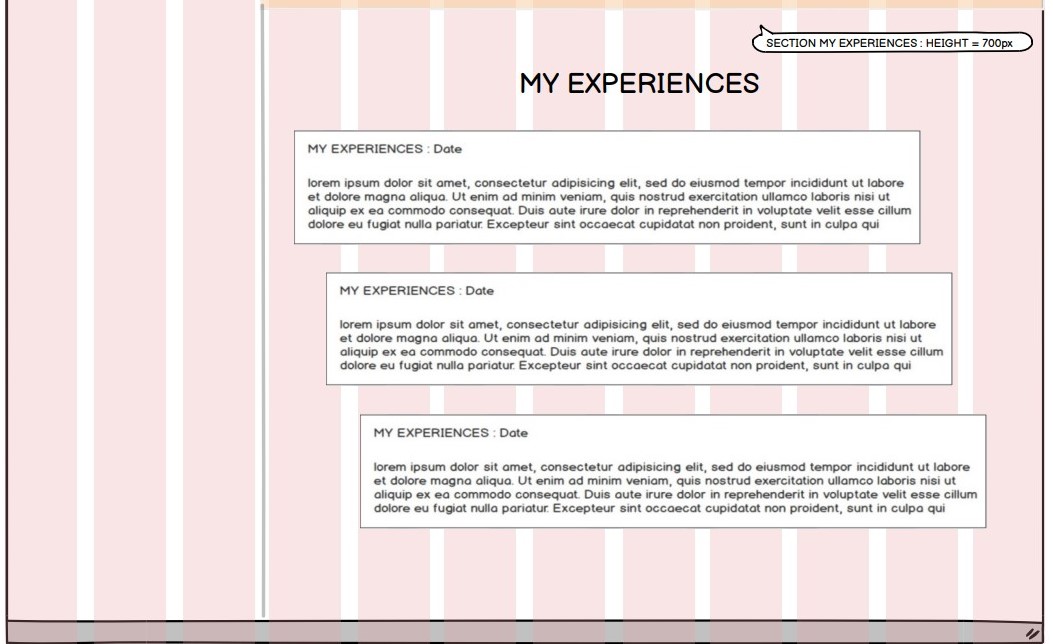 SECTION MY EXPERIENCES : HEIGHT = 700px
MY EXPERIENCES
MY EXPERIENCES : Date
lorem ipsum dolor sit amet, consectetur adipisicing elit, sed do eiusmod tempor incididunt ut labore
et dolore magna aliqua. Ut enim ad minim veniam, quis nostrud exercitation ullamco laboris nisi ut
aliquip ex ea commodo consequat. Duis aute irure dolor in reprehenderit in voluptate velit esse cillum
dolore eu fugiat nulla pariatur. Excepteur sint occaecat cupidatat non proident, sunt in culpa qui
MY EXPERIENCES : Date
lorem ipsum dolor sit amet, consectetur adipisicing elit, sed do eiusmod tempor incididunt ut labore
et dolore magna aliqua. Ut enim ad minim veniam, quis nostrud exercitation ullamco laboris nisi ut
aliquip ex ea commodo consequat. Duis aute irure dolor in reprehenderit in voluptate velit esse cillum
dolore eu fugiat nulla pariatur. Excepteur sint occaecat cupidatat non proident, sunt in culpa qui
MY EXPERIENCES : Date
lorem ipsum dolor sit amet, consectetur adipisicing elit, sed do eiusmod tempor incididunt ut labore
et dolore magna aliqua. Ut enim ad minim veniam, quis nostrud exercitation ullamco laboris nisi ut
aliquip ex ea commodo consequat. Duis aute irure dolor in reprehenderit in voluptate velit esse cillum
dolore eu fugiat nulla pariatur. Excepteur sint occaecat cupidatat non proident, sunt in culpa qui